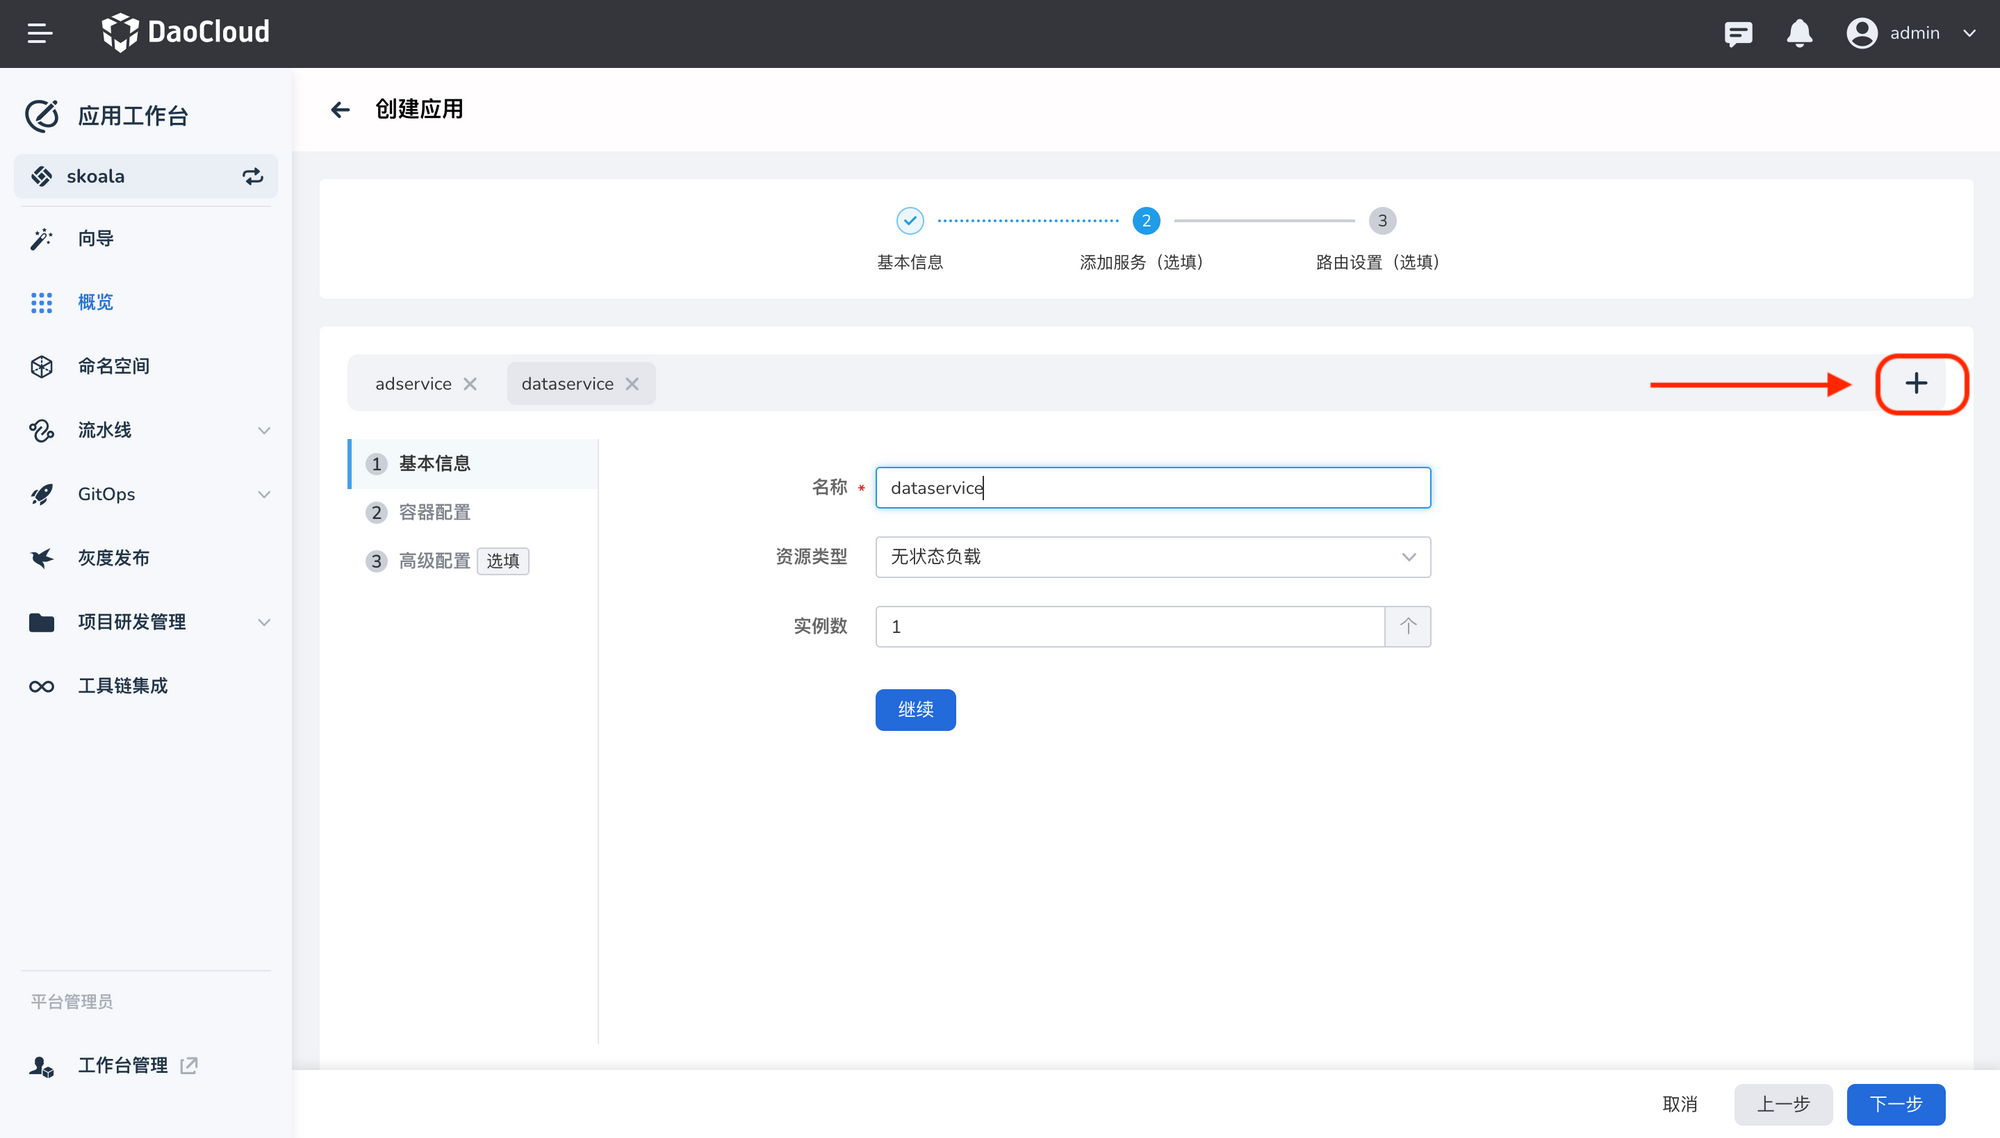 DaoCloud
admin
应用工作台
skoala
向导
概览
命名空间
流水线
GitOps
灰度发布
项目研发管理
工具链集成
平台管理员
工作台管理
创建应用
2
3
基本信息
添加服务（选填）
路由设置（选填）
adservice
dataservice
1 基本信息
2 容器配置
3 高级配置 选填
名称 * dataservice
资源类型 无状态负载
实例数 1 个
继续
取消
上一步
下一步